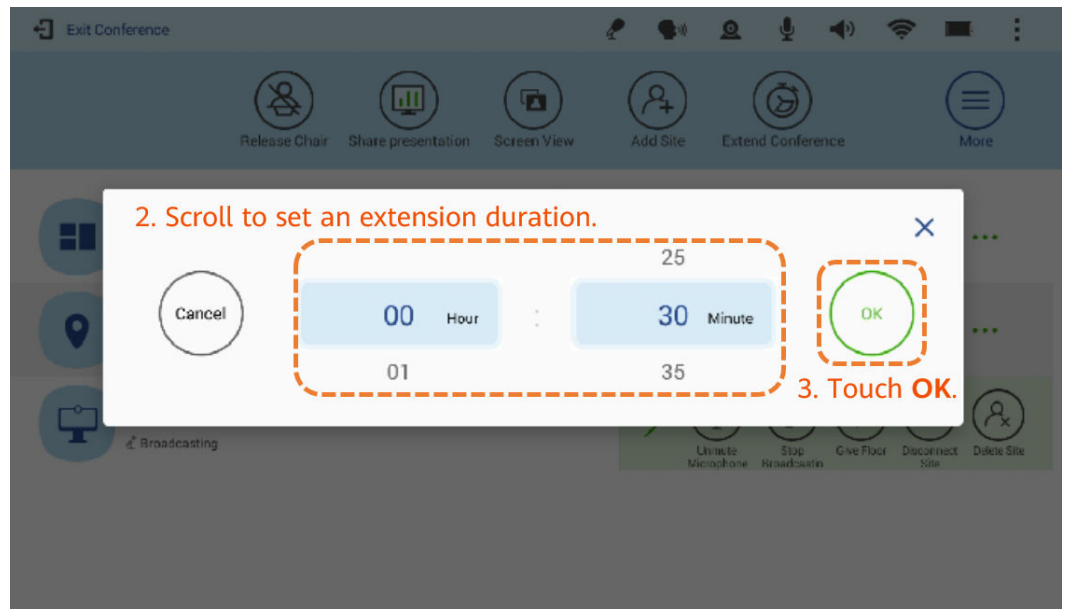 Exit Conference
Release Chair
Share presentation
Screen View
Add Site
Extend Conference
More
2. Scroll to set an extension duration.
25
Cancel
00 Hour : 30 Minute
OK
01
35
3. Touch OK.
Broadcasting
Unmute
Microphone
Stop
Broadcastin
Give Floor
Disconnect
Site
Delete Site